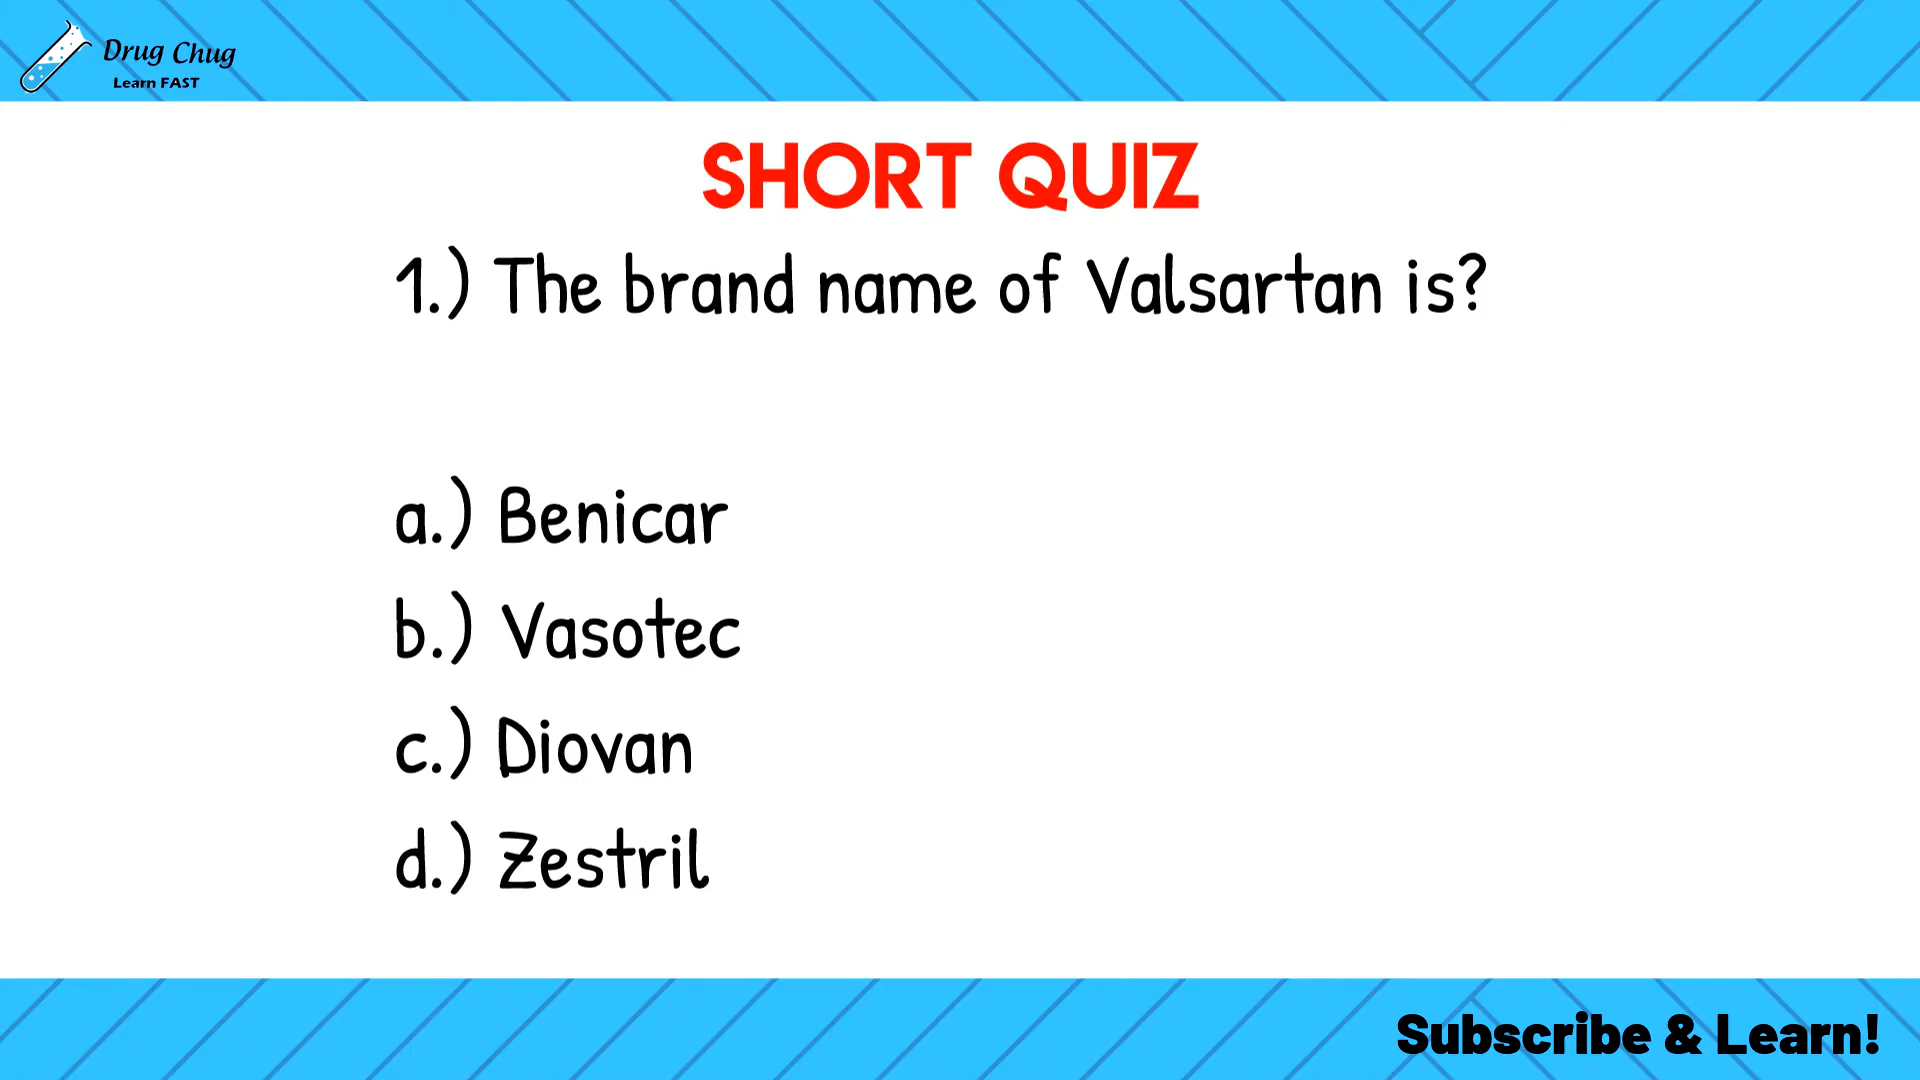 Drug Chug
Learn FAST
SHORT QUIZ
1.) The brand name of Valsartan is?
a.) Benicar
b.) Vasotec
c.) Diovan
d.) Zestril
Subscribe & Learn!